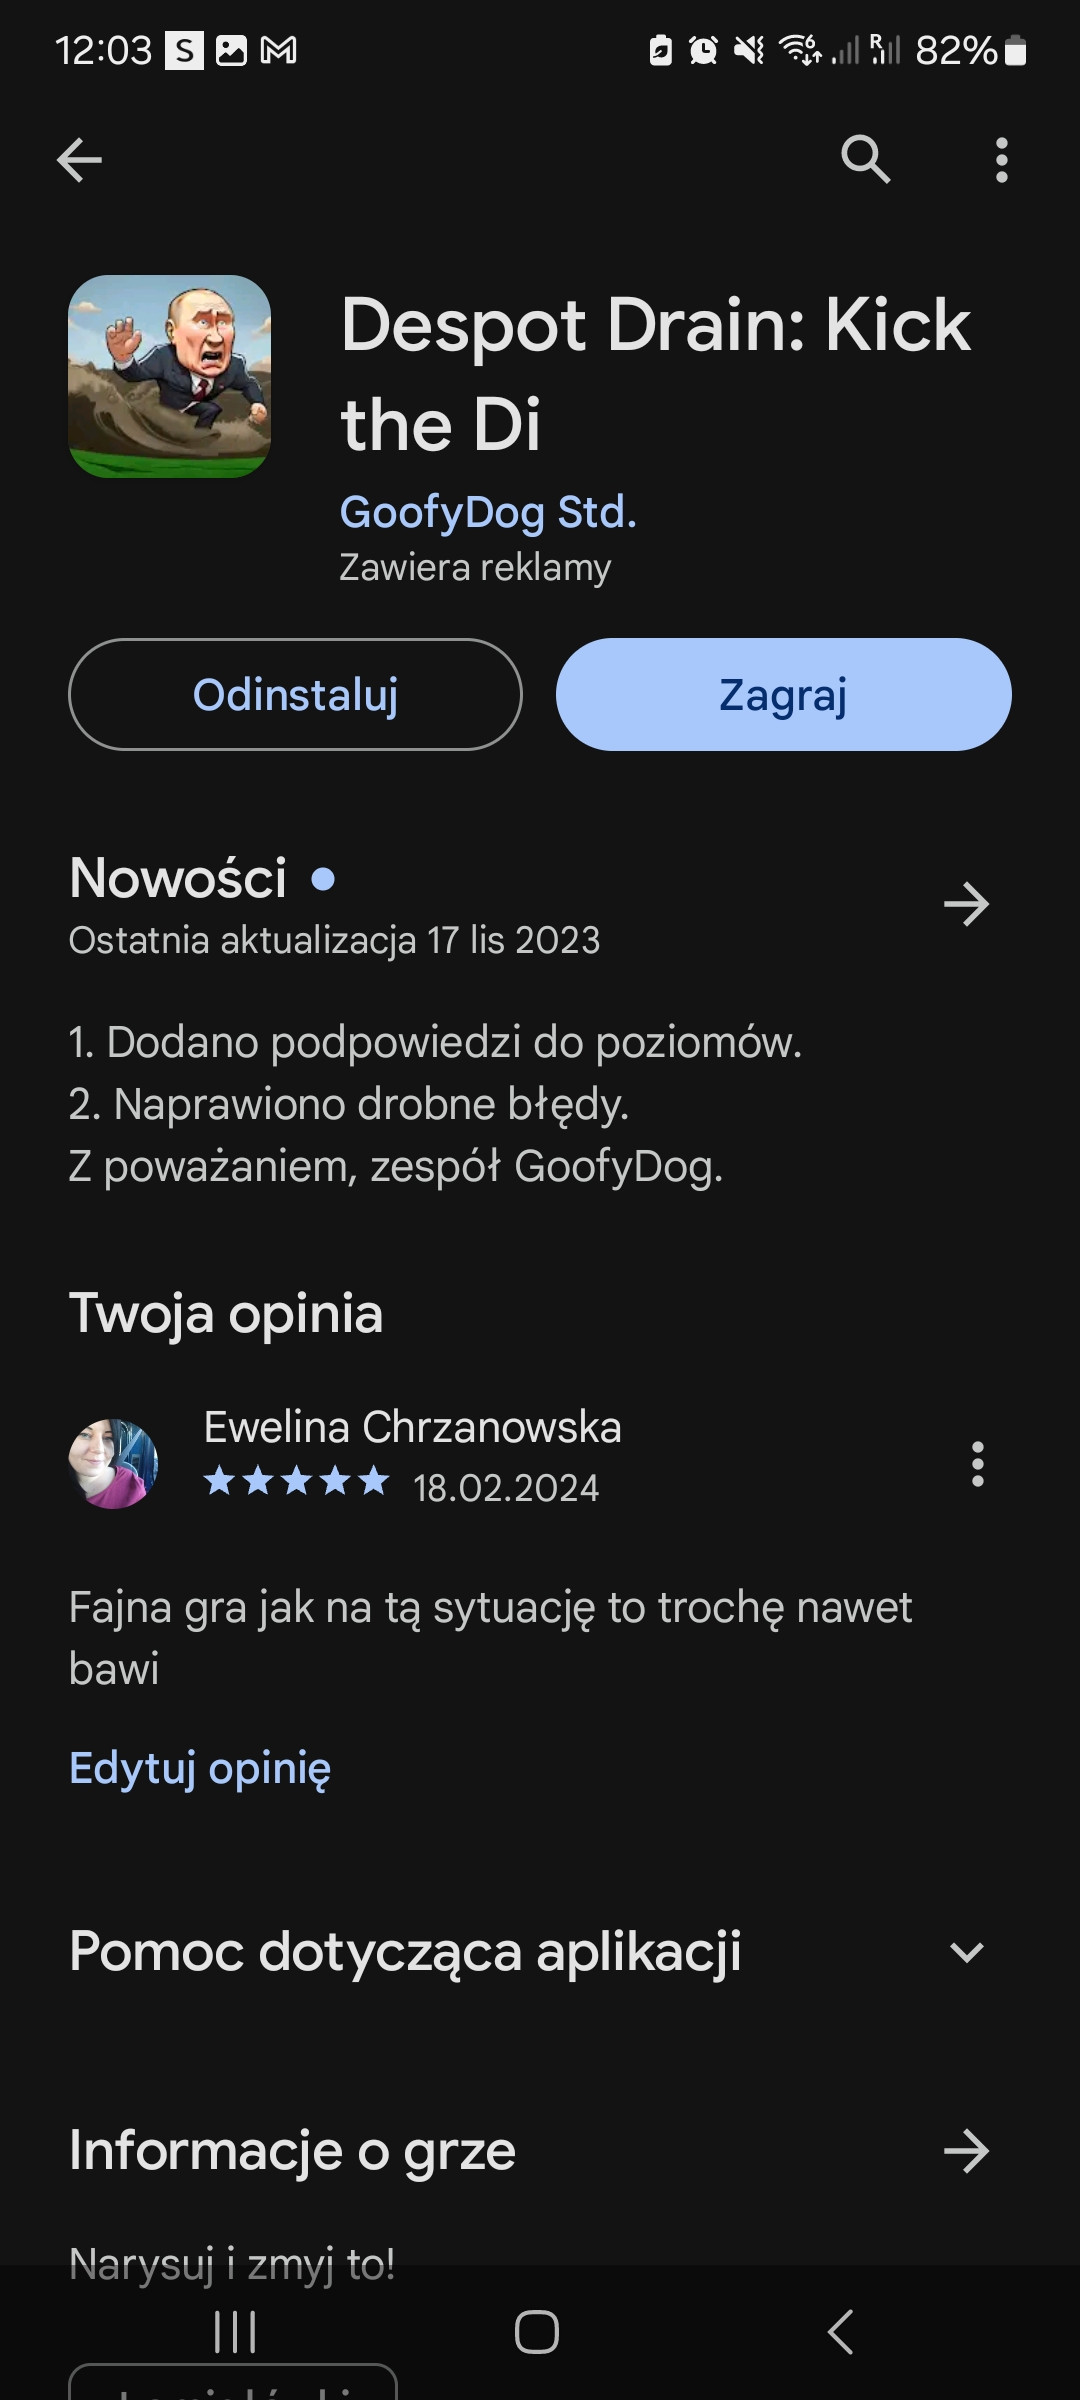 12:03 S 6 R 82%
Despot Drain: Kick
the Di
GoofyDog Std.
Zawiera reklamy
Odinstaluj
Zagraj
Nowości
Ostatnia aktualizacja 17 lis 2023
1. Dodano podpowiedzi do poziomów.
2. Naprawiono drobne błędy.
Z poważaniem, zespół GoofyDog.
Twoja opinia
Ewelina Chrzanowska
18.02.2024
Fajna gra jak na tą sytuację to trochę nawet
bawi
Edytuj opinię
Pomoc dotycząca aplikacji
Informacje o grze
Narysuj i zmyj to!